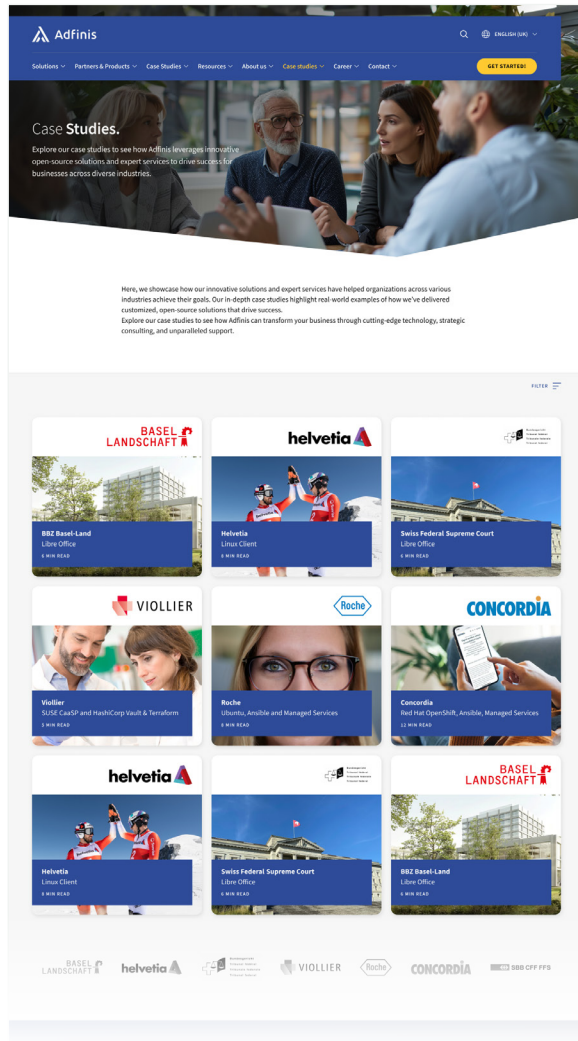 Adfinis
ENGLISH (UK)
Solutions Partners & Products Case Studies Resources About us Case studies Career Contact GET STARTED!
Case Studies.
Explore our case studies to see how Adfinis leverages innovative
open-source solutions and expert services to drive success for
businesses across diverse industries.
Here, we showcase how our innovative solutions and expert services have helped organizations across various
industries achieve their goals. Our in-depth case studies highlight real-world examples of how we've delivered
customized, open-source solutions that drive success.
Explore our case studies to see how Adfinis can transform your business through cutting-edge technology, strategic
consulting, and unparalleled support.
FILTER
BASEL
LANDSCHAFT
BBZ Basel-Land
Libre Office
6 MIN READ
helvetia
Helvetia
Linux Client
6 MIN READ
Swiss Federal Supreme Court
Libre Office
6 MIN READ
VIOLLIER
Viollier
SUSE CaaSP and HashiCorp Vault & Terraform
5 MIN READ
Roche
Roche
Ubuntu, Ansible and Managed Services
8 MIN READ
CONCORDIA
Concordia
Red Hat OpenShift, Ansible, Managed Services
12 MIN READ
helvetia
Helvetia
Linux Client
6 MIN READ
Swiss Federal Supreme Court
Libre Office
6 MIN READ
BASEL
LANDSCHAFT
BBZ Basel-Land
Libre Office
6 MIN READ
BASEL
LANDSCHAFT
helvetia
VIOLLIER
Roche
CONCORDIA
SBB CFF FFS